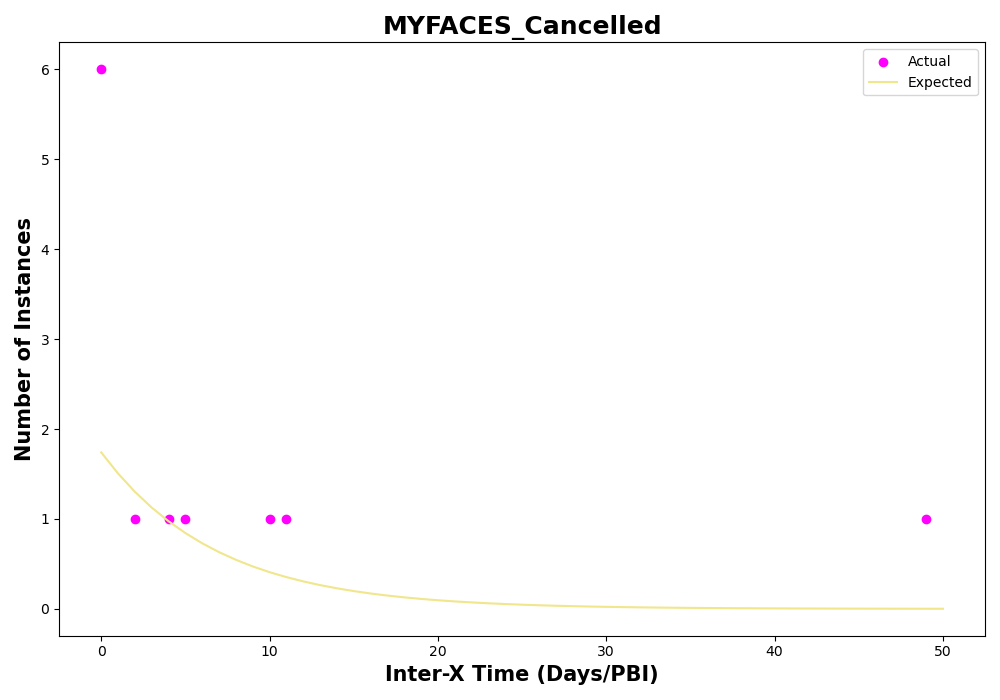 MYFACES_Cancelled
Actual
Expected
Number of Instances
6
5
4
3
2
1
0
0 10 20 30 40 50
Inter-X Time (Days/PBI)